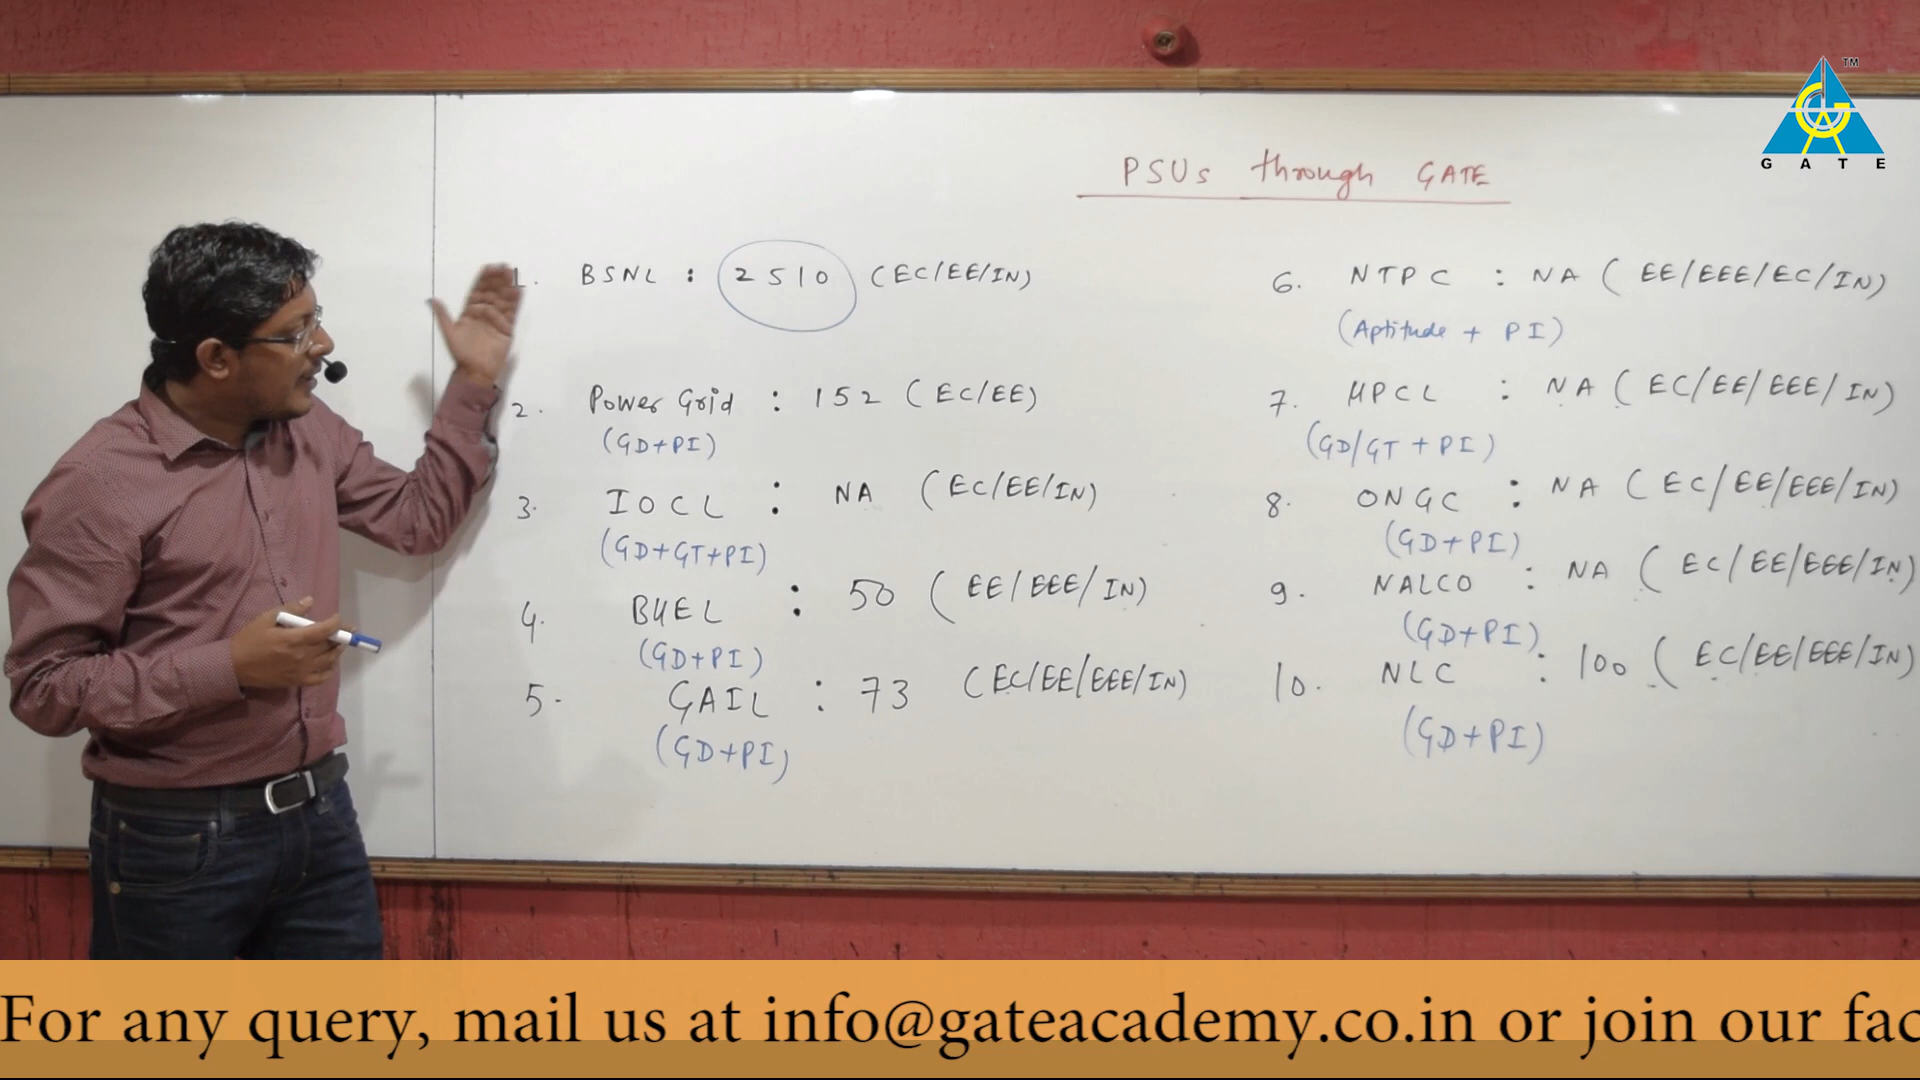 TM
GATE
PSUs through GATE
1. BSNL : 2510 (EC/EE/IN)
2. Power Grid : 152 (EC/EE)
(GD+PI)
3. IOCL : NA (EC/EE/IN)
(GD+GT+PI)
4. BHEL : 50 (EE/EEE/IN)
(GD+PI)
5. GAIL : 73 (EC/EE/EEE/IN)
(GD+PI)
6. NTPC : NA (EE/EEE/EC/IN)
(Aptitude + PI)
7. HPCL : NA (EC/EE/EEE/IN)
(GD/GT + PI)
8. ONGC : NA (EC/EE/EEE/IN)
(GD+PI)
9. NALCO : NA (EC/EE/EEE/IN)
(GD+PI)
10. NLC : 100 (EC/EE/EEE/IN)
(GD+PI)
For any query, mail us at info@gateacademy.co.in or join our fac